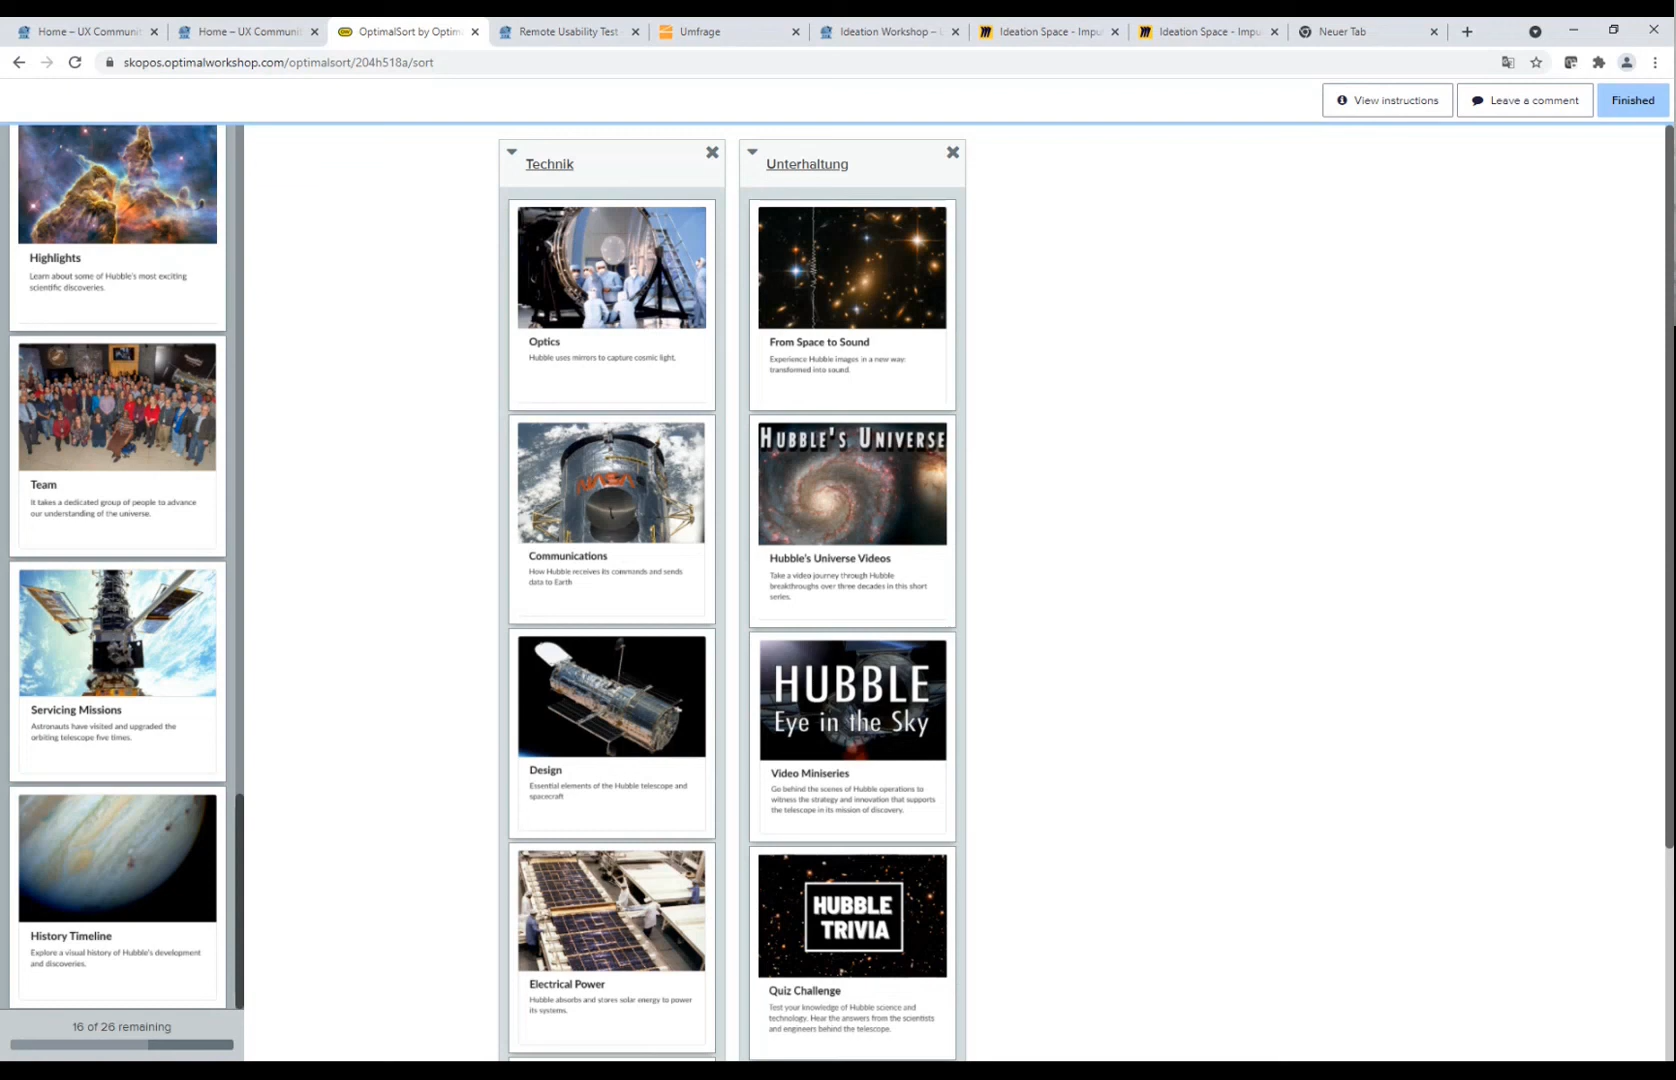 Home – UX Communit
Home – UX Communit
OptimalSort by Optim
Remote Usability Test
Umfrage
Ideation Workshop –
Ideation Space - Impu
Ideation Space - Impu
Neuer Tab
skopos.optimalworkshop.com/optimalsort/204h518a/sort
View instructions
Leave a comment
Finished
Highlights
Learn about some of Hubble's most exciting
scientific discoveries.
Team
It takes a dedicated group of people to advance
our understanding of the universe.
Servicing Missions
Astronauts have visited and upgraded the
orbiting telescope five times.
History Timeline
Explore a visual history of Hubble's development
and discoveries.
16 of 26 remaining
Technik
Optics
Hubble uses mirrors to capture cosmic light.
NASA
Communications
How Hubble receives its commands and sends
data to Earth
Design
Essential elements of the Hubble telescope and
spacecraft
Electrical Power
Hubble absorbs and stores solar energy to power
its systems.
Unterhaltung
From Space to Sound
Experience Hubble images in a new way:
transformed into sound.
HUBBLE'S UNIVERSE
Hubble's Universe Videos
Take a video journey through Hubble
breakthroughs over three decades in this short
series.
HUBBLE
Eye in the Sky
Video Miniseries
Go behind the scenes of Hubble operations to
witness the strategy and innovation that supports
the telescope in its mission of discovery.
HUBBLE
TRIVIA
Quiz Challenge
Test your knowledge of Hubble science and
technology. Hear the answers from the scientists
and engineers behind the telescope.